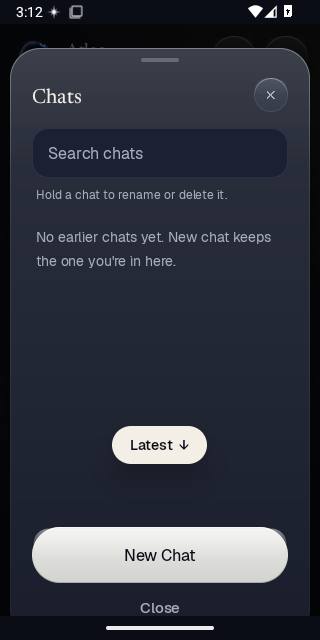 3:12
Chats
Search chats
Hold a chat to rename or delete it.
No earlier chats yet. New chat keeps
the one you're in here.
Latest ↓
New Chat
Close